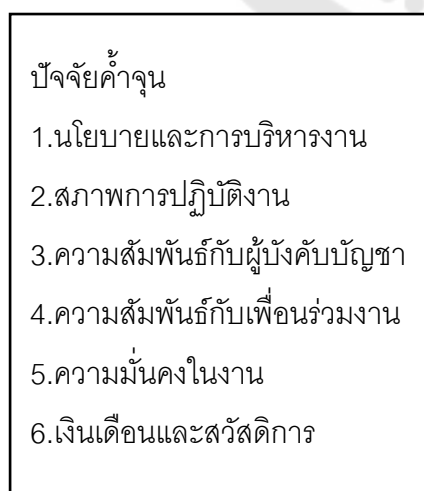 ปัจจัยค้ำจุน
1.นโยบายและการบริหารงาน
2.สภาพการปฏิบัติงาน
3.ความสัมพันธ์กับผู้บังคับบัญชา
4.ความสัมพันธ์กับเพื่อนร่วมงาน
5.ความมั่นคงในงาน
6.เงินเดือนและสวัสดิการ